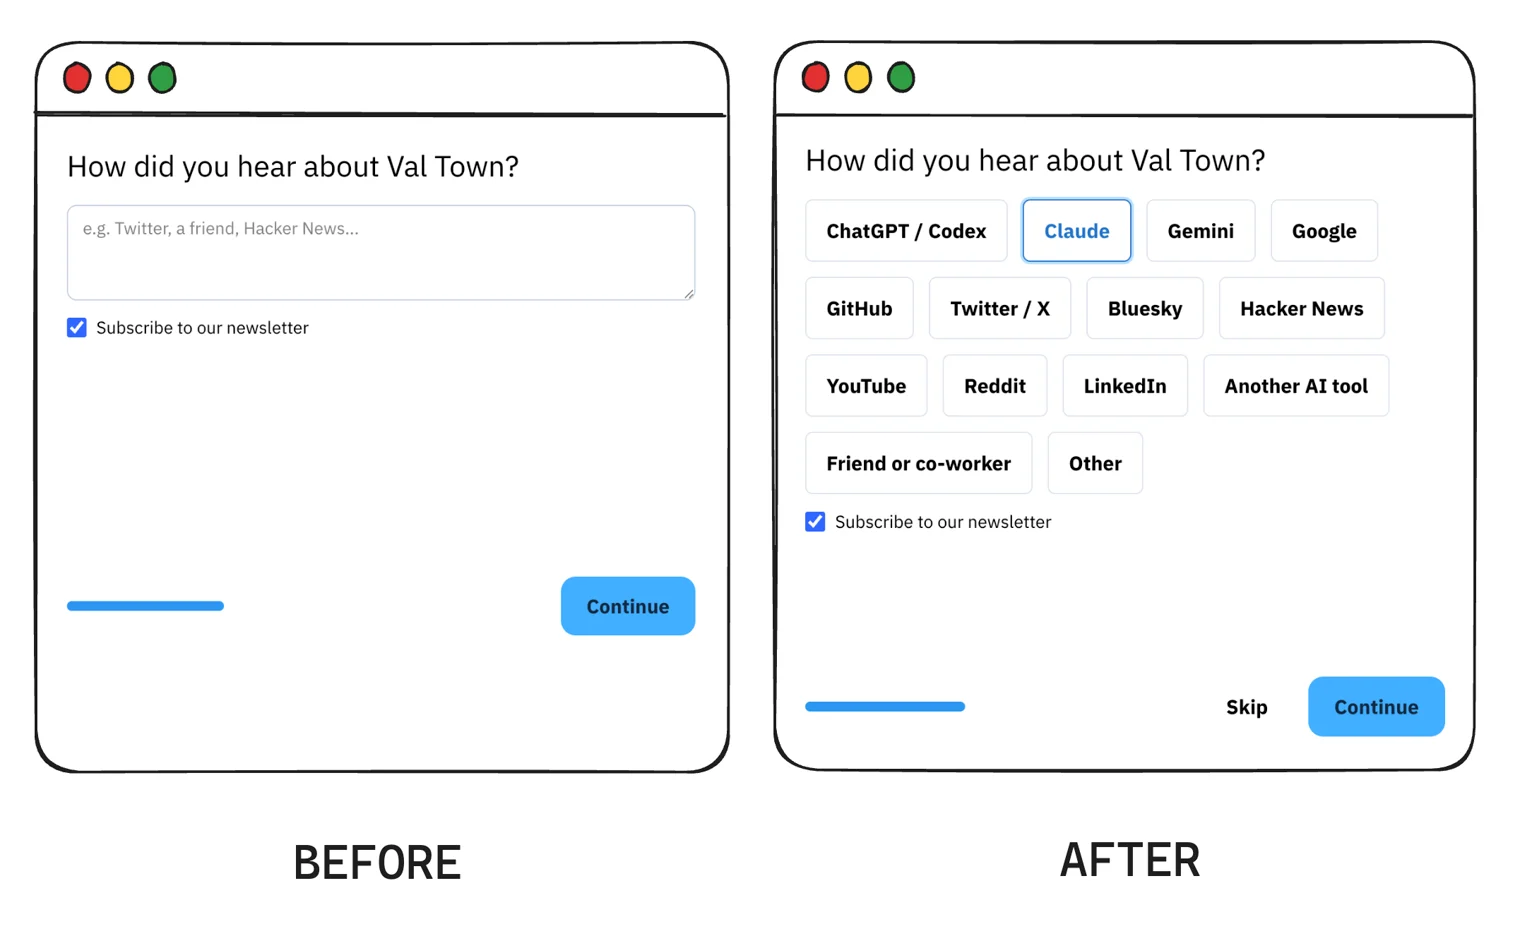 How did you hear about Val Town?
e.g. Twitter, a friend, Hacker News...
Subscribe to our newsletter
Continue
BEFORE
How did you hear about Val Town?
ChatGPT / Codex
Claude
Gemini
Google
GitHub
Twitter / X
Bluesky
Hacker News
YouTube
Reddit
LinkedIn
Another AI tool
Friend or co-worker
Other
Subscribe to our newsletter
Skip
Continue
AFTER